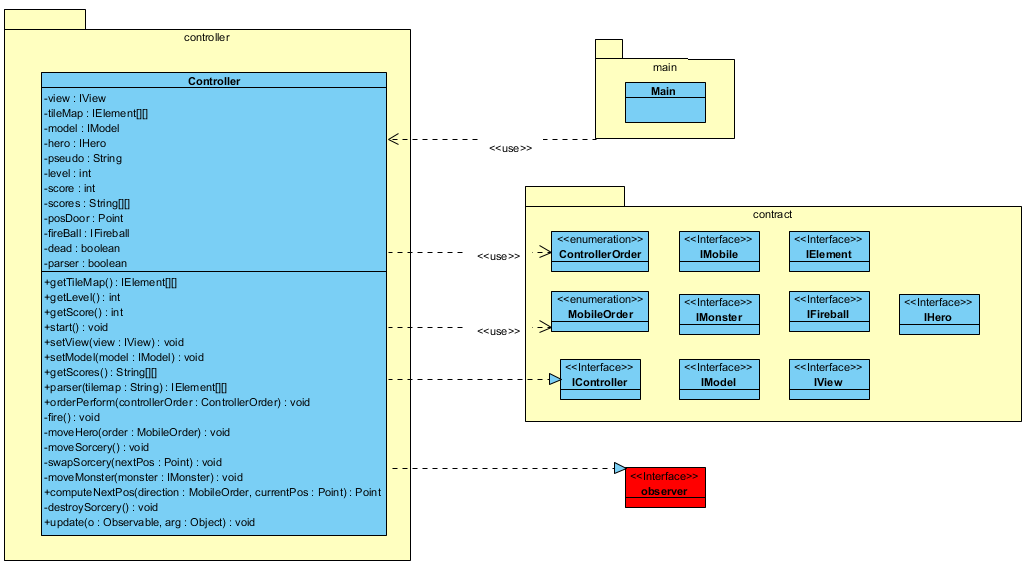 controller
Controller
-view : IView
-tileMap : IElement[][]
-model : IModel
-hero : IHero
-pseudo : String
-level : int
-score : int
-scores : String[][]
-posDoor : Point
-fireBall : IFireball
-dead : boolean
-parser : boolean
+getTileMap() : IElement[][]
+getLevel() : int
+getScore() : int
+start() : void
+setView(view : IView) : void
+setModel(model : IModel) : void
+getScores() : String[][]
+parser(tilemap : String) : IElement[][]
+orderPerform(controllerOrder : ControllerOrder) : void
-fire() : void
-moveHero(order : MobileOrder) : void
-moveSorcery() : void
-swapSorcery(nextPos : Point) : void
-moveMonster(monster : IMonster) : void
+computeNextPos(direction : MobileOrder, currentPos : Point) : Point
-destroySorcery() : void
+update(o : Observable, arg : Object) : void
main
Main
<<use>>
<<use>>
<<use>>
contract
<<enumeration>>
ControllerOrder
<<Interface>>
IMobile
<<Interface>>
IElement
<<enumeration>>
MobileOrder
<<Interface>>
IMonster
<<Interface>>
IFireball
<<Interface>>
IHero
<<Interface>>
IController
<<Interface>>
IModel
<<Interface>>
IView
<<Interface>>
observer